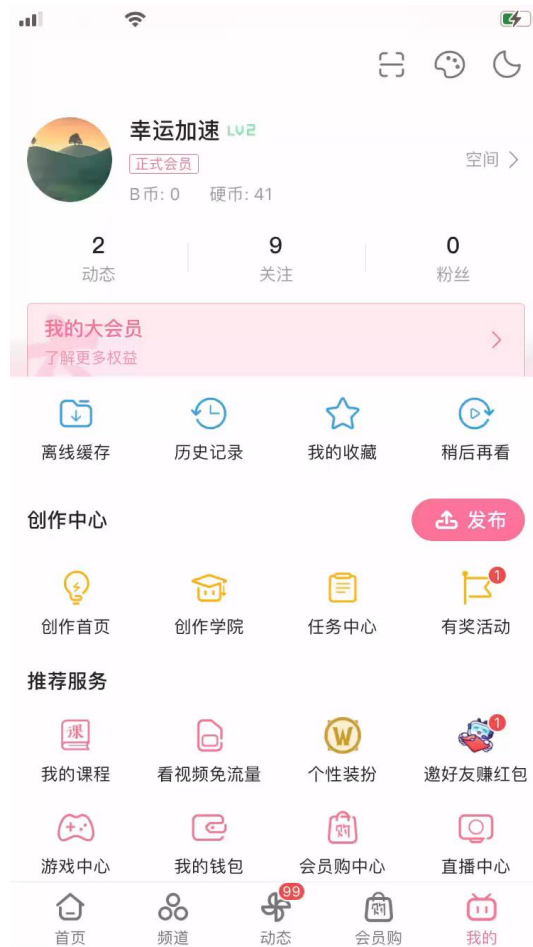 幸运加速 LV2
正式会员
空间
B币: 0 硬币: 41
2 9 0
动态 关注 粉丝
我的大会员
了解更多权益
离线缓存 历史记录 我的收藏 稍后再看
创作中心 发布
1
创作首页 创作学院 任务中心 有奖活动
推荐服务
课 W 1
我的课程 看视频免流量 个性装扮 邀好友赚红包
购
游戏中心 我的钱包 会员购中心 直播中心
99
购
首页 频道 动态 会员购 我的